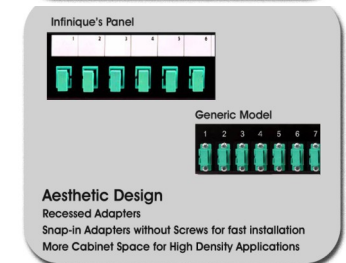 Infinique's Panel
1 2 3 4 5 6
Generic Model
1 2 3 4 5 6 7
Aesthetic Design
Recessed Adapters
Snap-in Adapters without Screws for fast installation
More Cabinet Space for High Density Applications